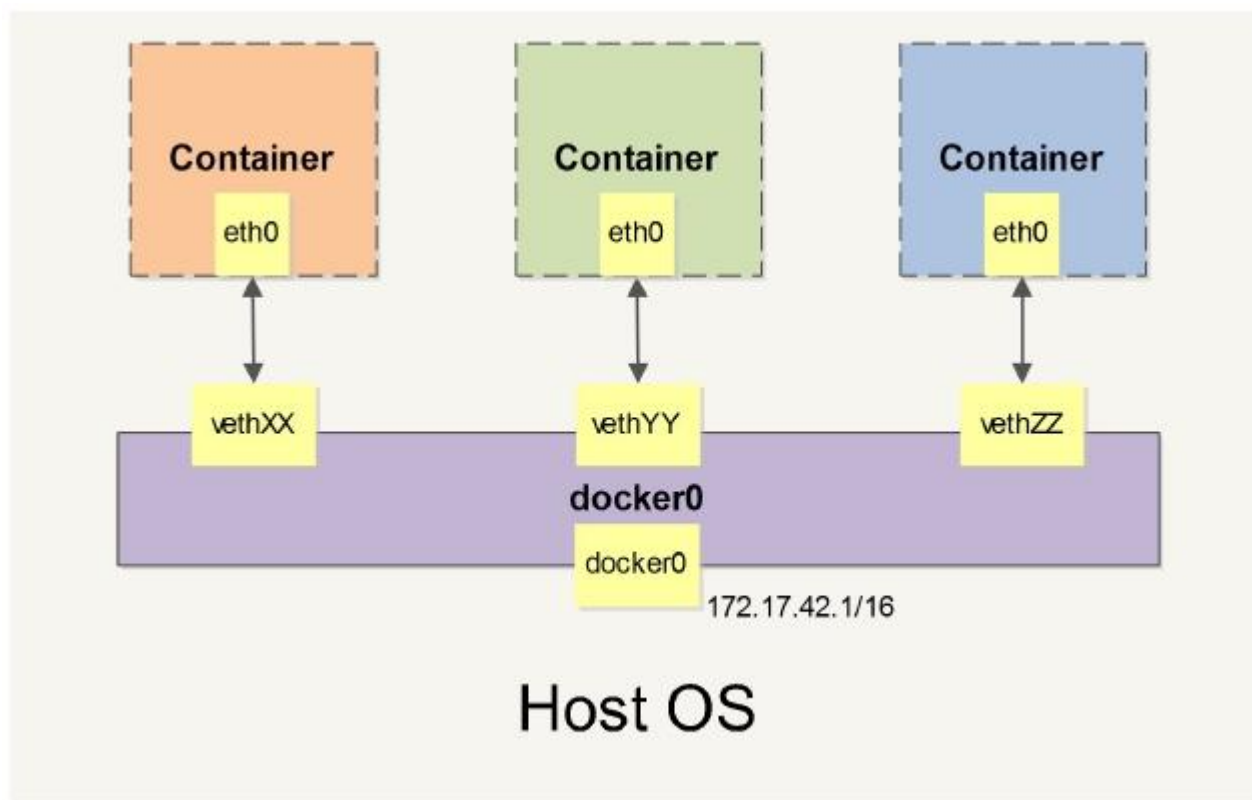 Container
Container
Container
eth0
eth0
eth0
vethXX
vethYY
vethZZ
docker0
docker0
172.17.42.1/16
Host OS